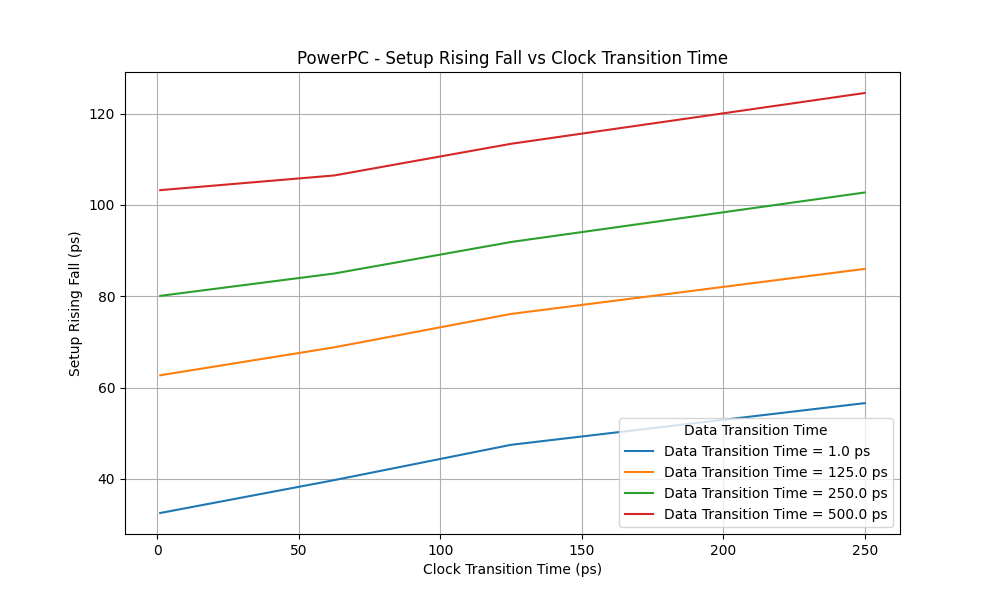 PowerPC - Setup Rising Fall vs Clock Transition Time
Setup Rising Fall (ps)
120
100
80
60
40
0
50
100
150
200
250
Clock Transition Time (ps)
Data Transition Time
Data Transition Time = 1.0 ps
Data Transition Time = 125.0 ps
Data Transition Time = 250.0 ps
Data Transition Time = 500.0 ps